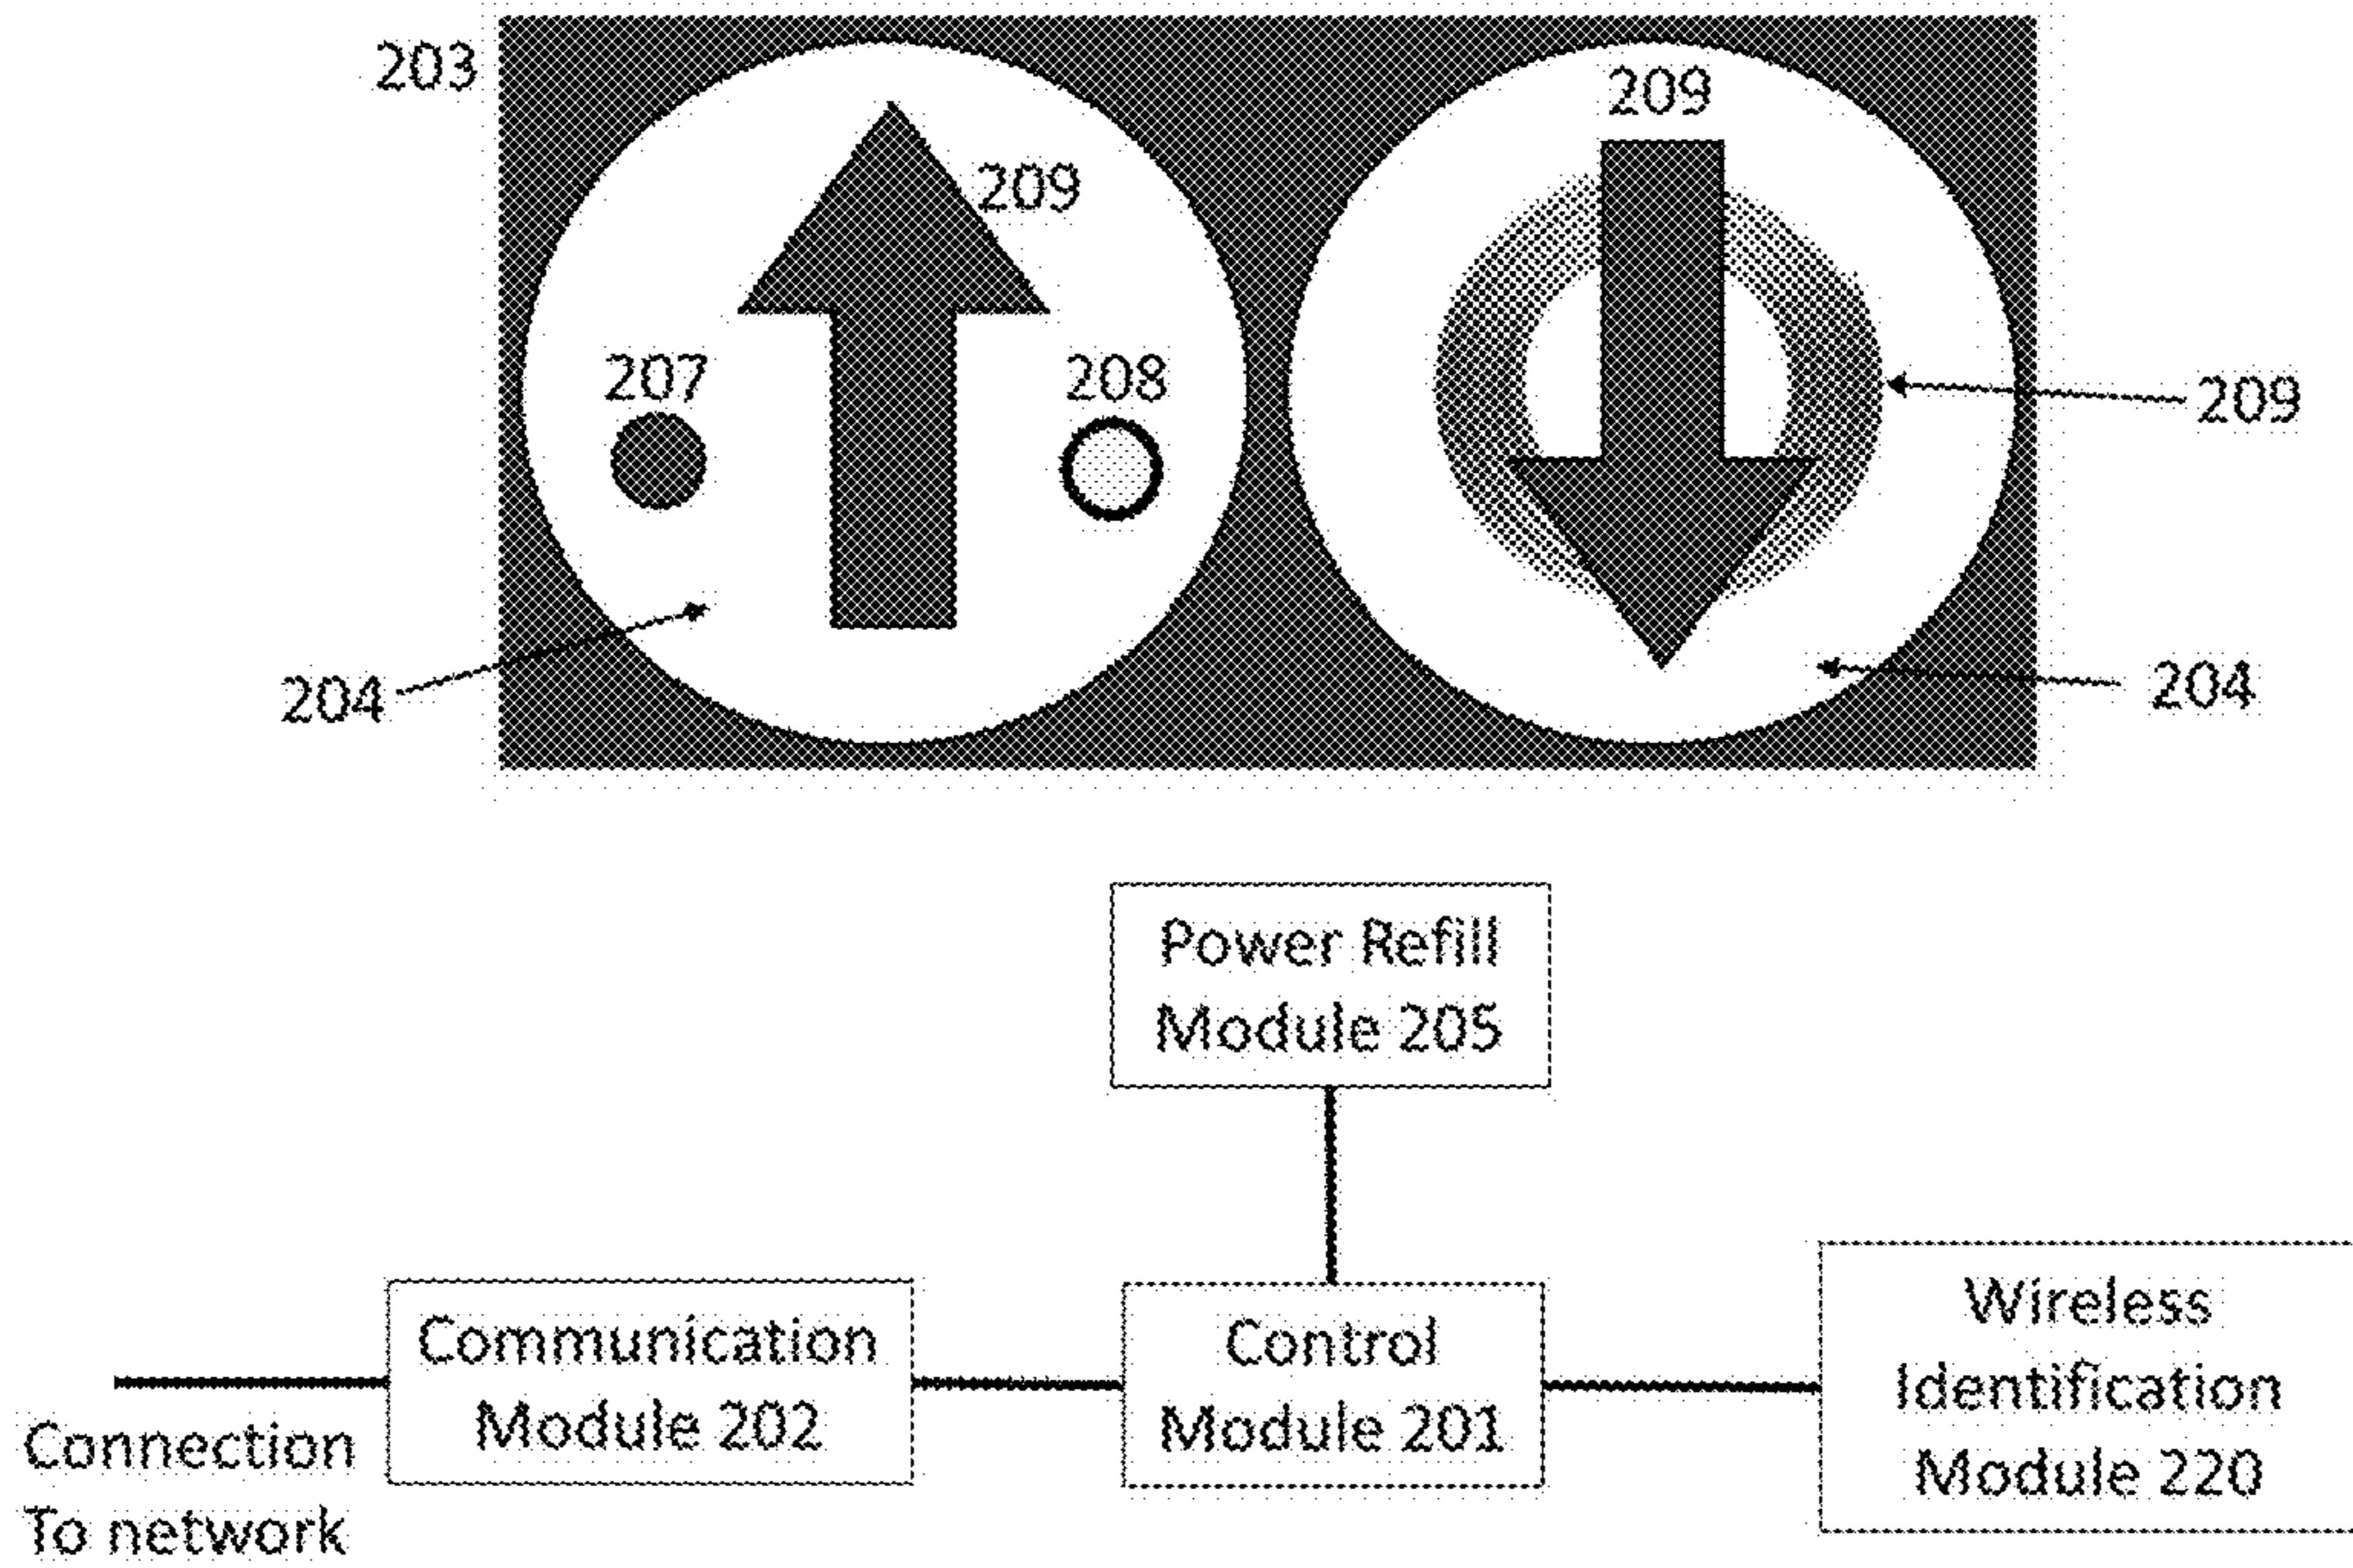 203
209
209
207
208
209
204
204
Power Refill
Module 205
Communication
Module 202
Control
Module 201
Wireless
Identification
Module 220
Connection
To network